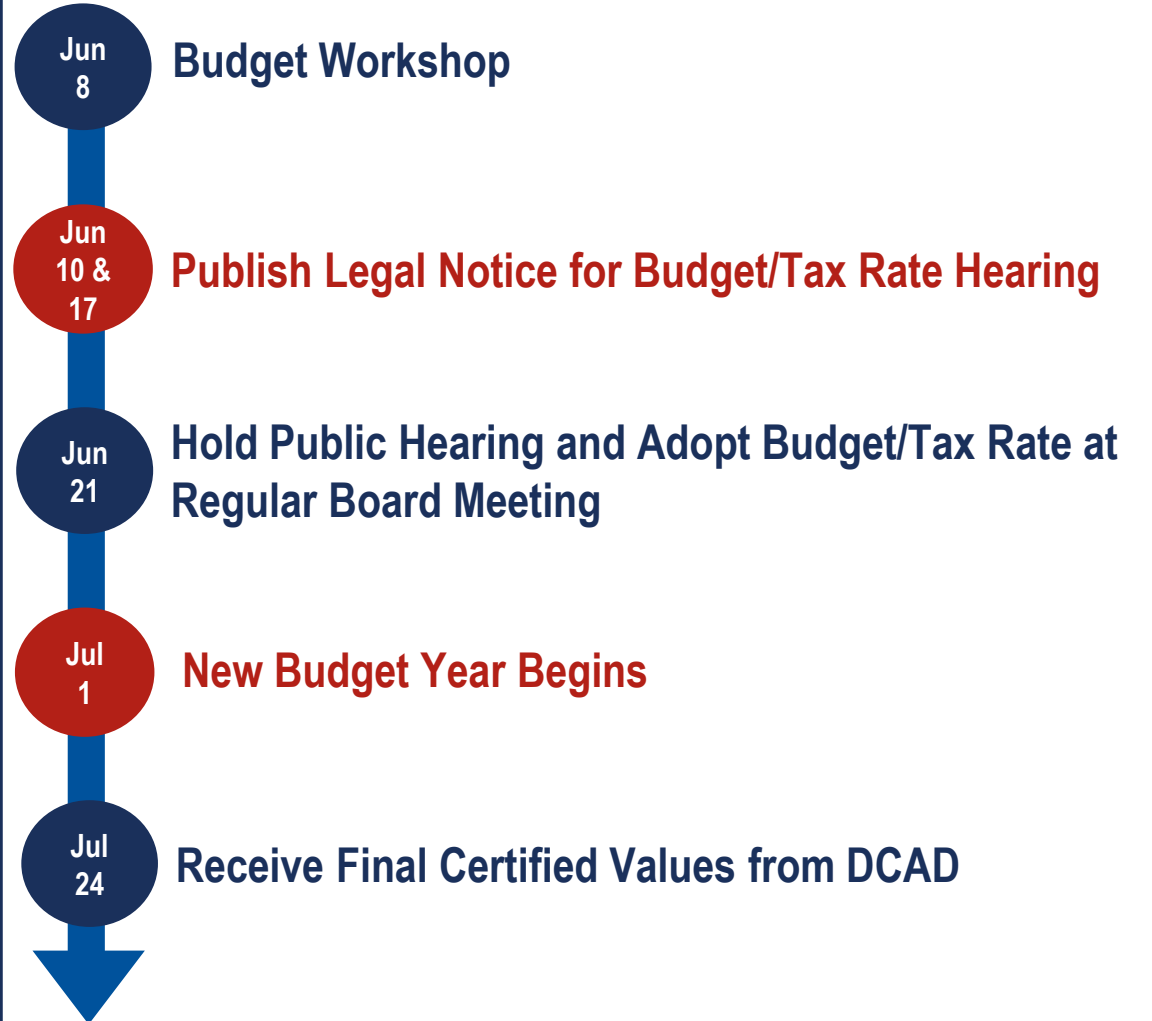 Jun
8
Budget Workshop
Jun
10 &
17
Publish Legal Notice for Budget/Tax Rate Hearing
Jun
21
Hold Public Hearing and Adopt Budget/Tax Rate at
Regular Board Meeting
Jul
1
New Budget Year Begins
Jul
24
Receive Final Certified Values from DCAD